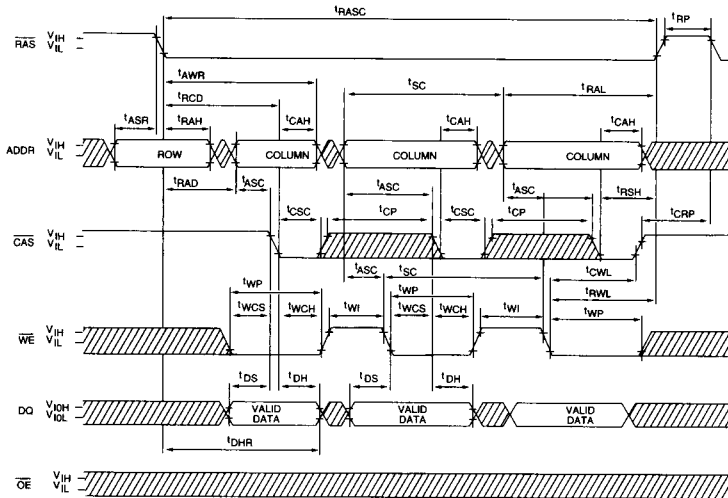 tRASC tRP
RAS VIH
VIL
tAWR tSC tRAL
tRCD
tASR tRAH tCAH tCAH tCAH
ADDR VIH
VIL ROW COLUMN COLUMN COLUMN
tRAD tASC tASC tASC tRSH
tCSC tCP tCSC tCP tCRP
CAS VIH
VIL
tASC tSC tCWL
tWP tWP tRWL
tWCS tWCH tWI tWCS tWCH tWI tWP
WE VIH
VIL
tDS tDH tDS tDH
DQ VIOH
VIOL VALID DATA VALID DATA VALID DATA
tDHR
OE VIH
VIL